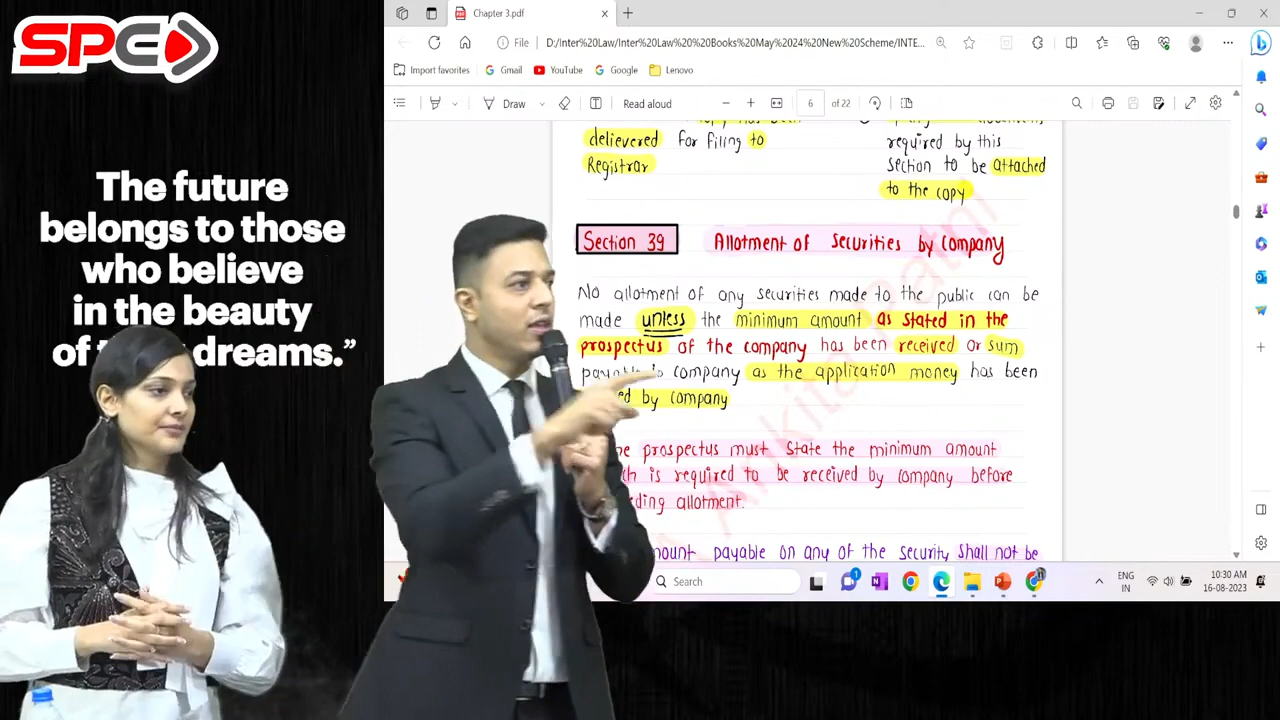 SPE
The future
belongs to those
who believe
in the beauty
of dreams.”
Chapter 3.pdf
File D:/Inter%20Law/Inter%20Law%20%20Books%20May%2024%20New%20Scheme/INTE...
Import favorites Gmail YouTube Google Lenovo
Draw Read aloud 6 of 22
delievered for filing to
Registrar
required by this
section to be attached
to the copy
Section 39 Allotment of securities by company
No allotment of any securities made to the public can be
made unless the minimum amount as stated in the
prospectus of the company has been received or sum
company as the application money has been
by company
prospectus must state the minimum amount
is required to be received by company before
allotment.
payable on any of the security shall not be
Search
ENG
IN
10:30 AM
16-08-2023
Ankita Patni